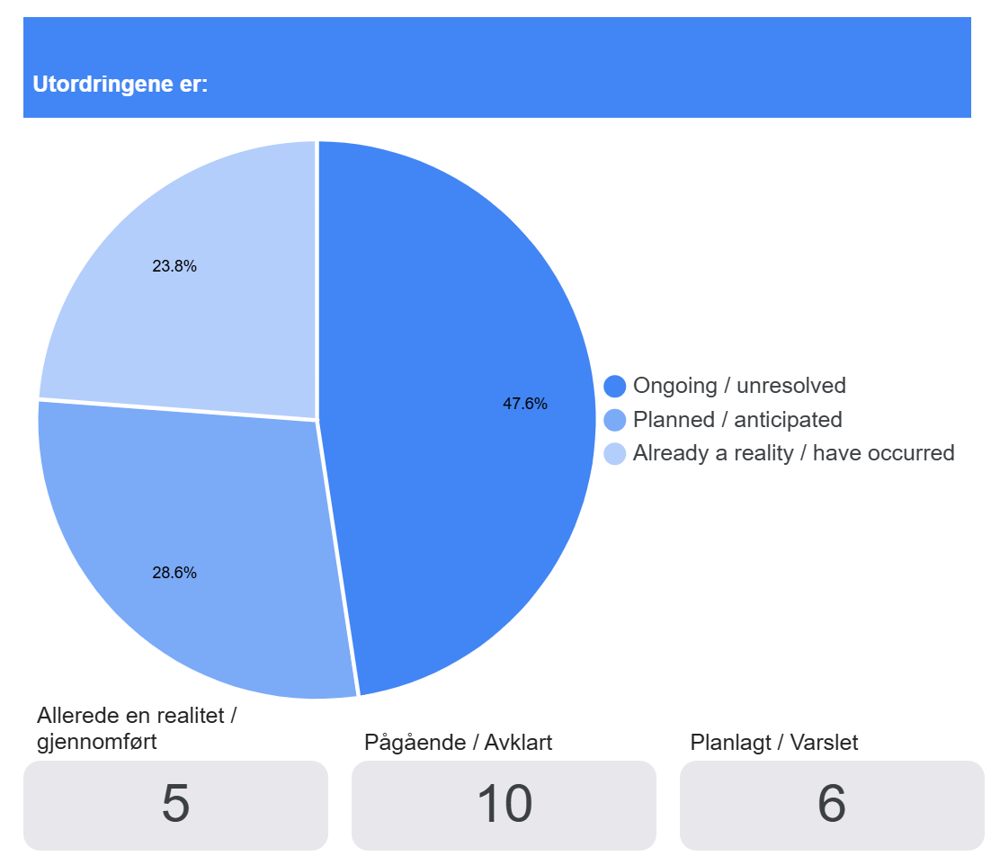 Utordringene er:
23.8%
47.6%
28.6%
Ongoing / unresolved
Planned / anticipated
Already a reality / have occurred
Allerede en realitet /
gjennomført
Pågående / Avklart
Planlagt / Varslet
5
10
6